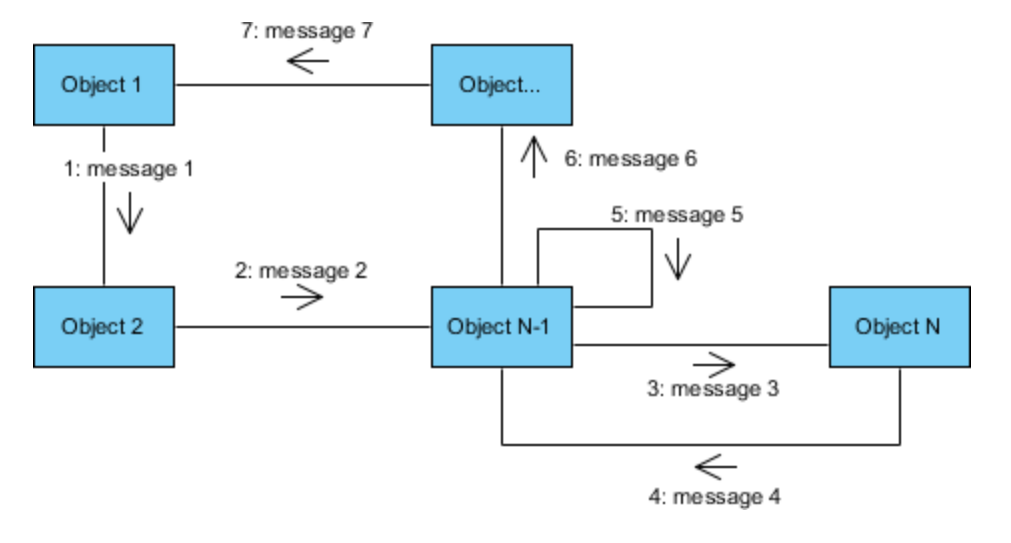 7: message 7
Object 1
Object...
1: message 1
6: message 6
5: message 5
2: message 2
Object 2
Object N-1
Object N
3: message 3
4: message 4